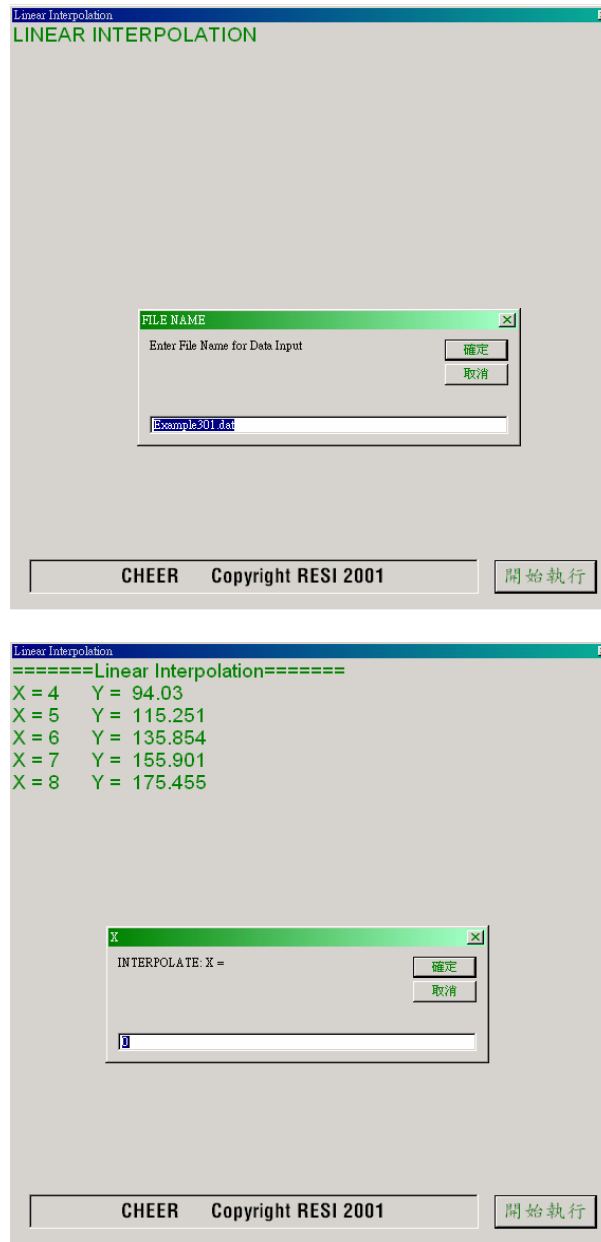 Linear Interpolation
LINEAR INTERPOLATION
FILE NAME
Enter File Name for Data Input
確定
取消
Example301.dat
CHEER Copyright RESI 2001
開始執行
Linear Interpolation
=======Linear Interpolation=======
X = 4 Y = 94.03
X = 5 Y = 115.251
X = 6 Y = 135.854
X = 7 Y = 155.901
X = 8 Y = 175.455
X
INTERPOLATE: X =
確定
取消
0
CHEER Copyright RESI 2001
開始執行